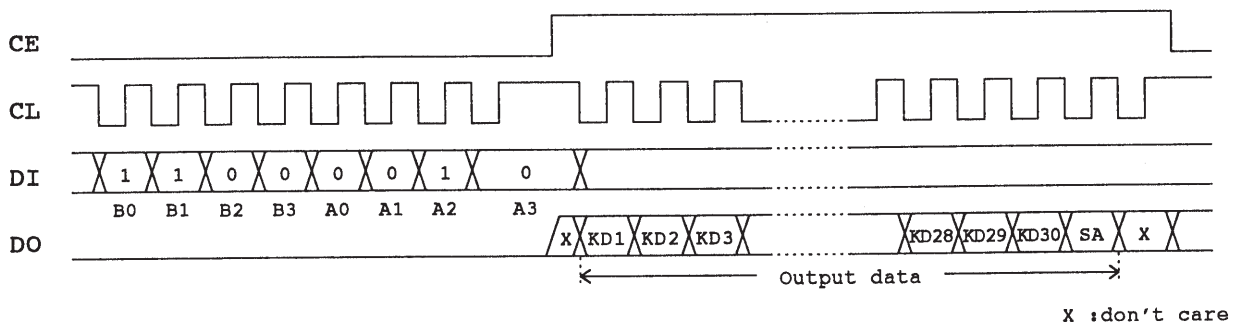 CE
CL
DI 1 1 0 0 0 0 1 0
B0 B1 B2 B3 A0 A1 A2 A3
DO X KD1 KD2 KD3 KD28 KD29 KD30 SA X
Output data
X :don't care